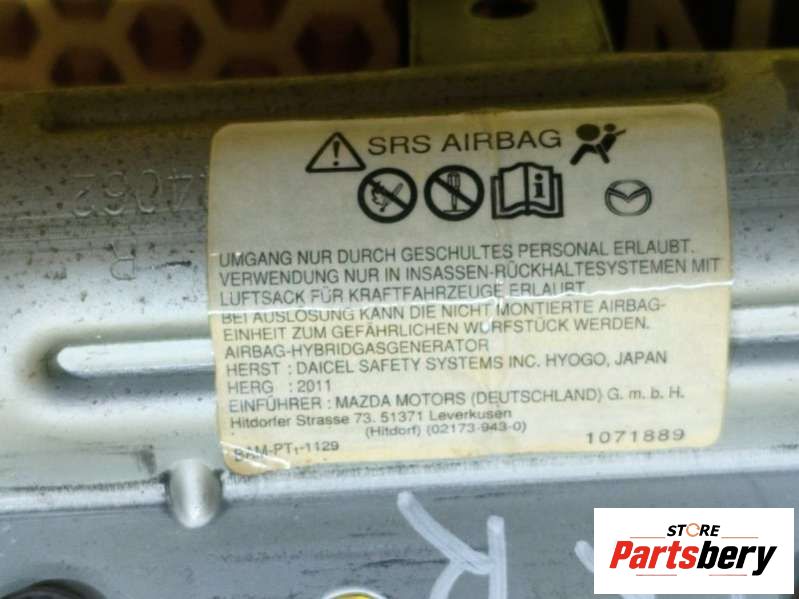 SRS AIRBAG
UMGANG NUR DURCH GESCHULTES PERSONAL ERLAUBT.
VERWENDUNG NUR IN INSASSEN-RÜCKHALTESYSTEMEN MIT
LUFTSACK FÜR KRAFTFAHRZEUGE ERLAUBT.
BEI AUSLÖSUNG KANN DIE NICHT MONTIERTE AIRBAG-
EINHEIT ZUM GEFÄHRLICHEN WURFSTÜCK WERDEN.
AIRBAG-HYBRIDGASGENERATOR
HERST : DAICEL SAFETY SYSTEMS INC. HYOGO, JAPAN
HERG : 2011
EINFÜHRER : MAZDA MOTORS (DEUTSCHLAND) G. m. b. H.
Hitdorfer Strasse 73. 51371 Leverkusen
(Hitdorf) (02173-943-0)
BAM-PT₁-1129
1071889
STORE
Partsbery